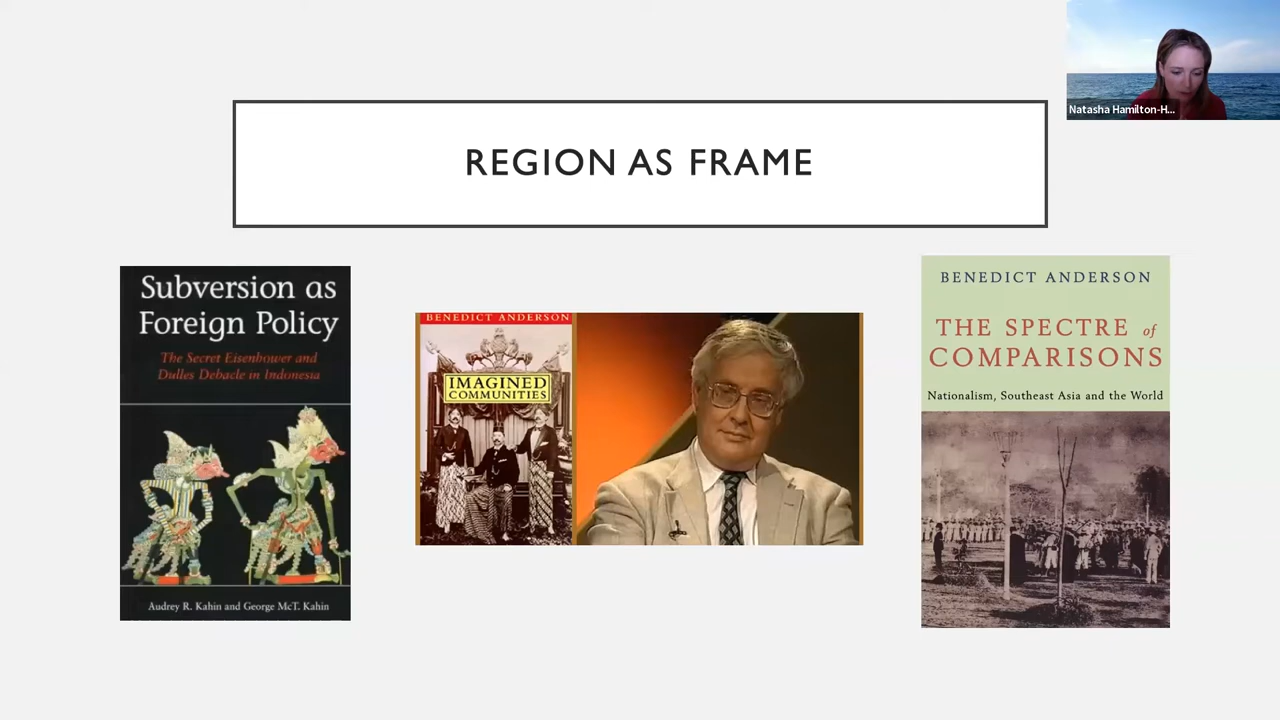 Natasha Hamilton-H...
REGION AS FRAME
Subversion as
Foreign Policy
The Secret Eisenhower and
Dulles Debacle in Indonesia
Audrey R. Kahin and George McT. Kahin
BENEDICT ANDERSON
IMAGINED
COMMUNITIES
BENEDICT ANDERSON
THE SPECTRE of
COMPARISONS
Nationalism, Southeast Asia and the World